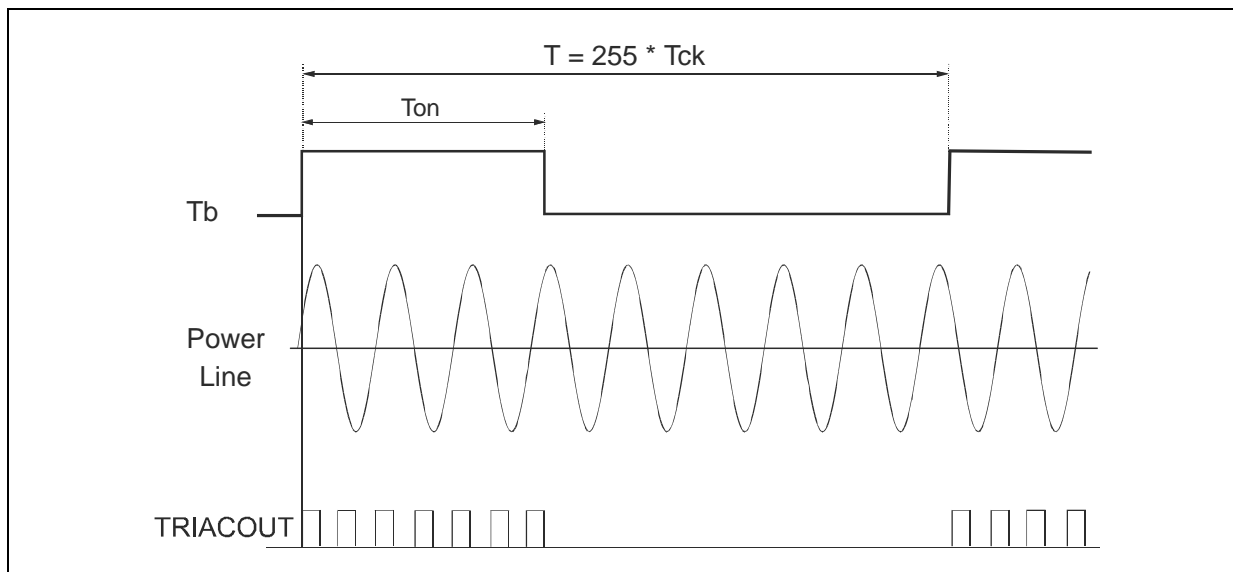 T = 255 * Tck
Ton
Tb
Power
Line
TRIACOUT